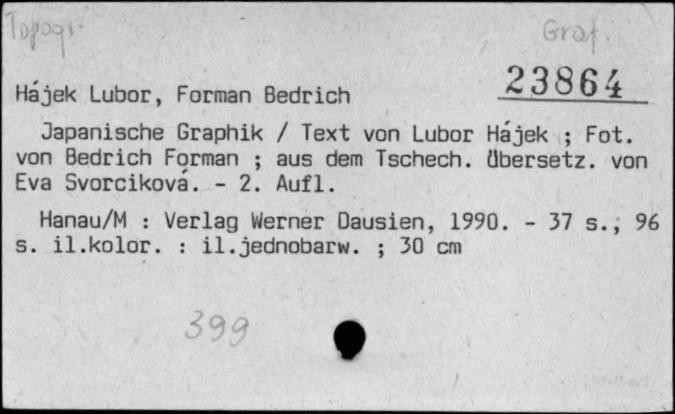 Topogr.
Graf.
23864
Hájek Lubor, Forman Bedrich
Japanische Graphik / Text von Lubor Hájek ; Fot.
von Bedrich Forman ; aus dem Tschech. Übersetz. von
Eva Svorciková. - 2. Aufl.
Hanau/M : Verlag Werner Dausien, 1990. - 37 s., 96
s. il.kolor. : il.jednobarw. ; 30 cm
399